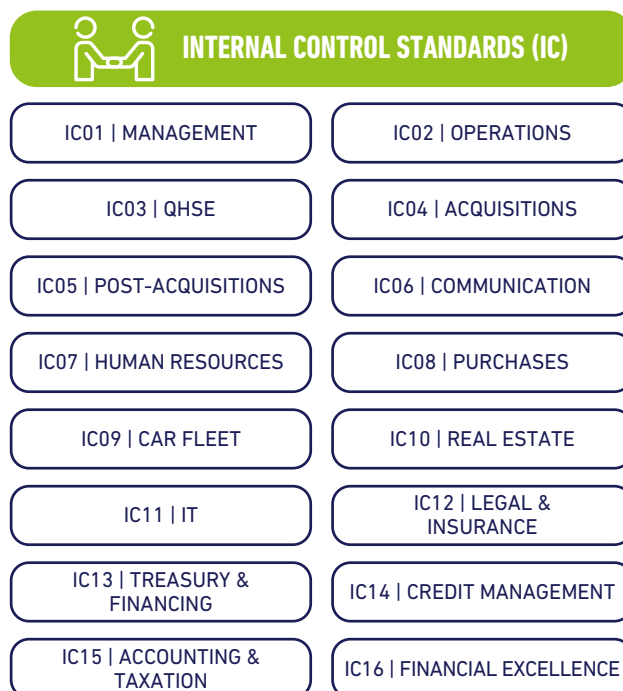 INTERNAL CONTROL STANDARDS (IC)
IC01 | MANAGEMENT
IC02 | OPERATIONS
IC03 | QHSE
IC04 | ACQUISITIONS
IC05 | POST-ACQUISITIONS
IC06 | COMMUNICATION
IC07 | HUMAN RESOURCES
IC08 | PURCHASES
IC09 | CAR FLEET
IC10 | REAL ESTATE
IC11 | IT
IC12 | LEGAL &
INSURANCE
IC13 | TREASURY &
FINANCING
IC14 | CREDIT MANAGEMENT
IC15 | ACCOUNTING &
TAXATION
IC16 | FINANCIAL EXCELLENCE